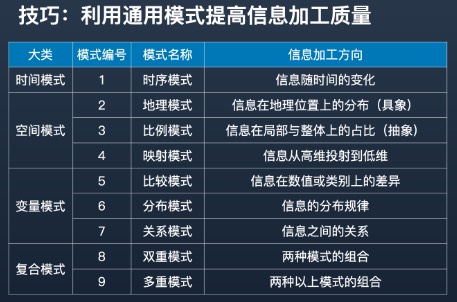 技巧：利用通用模式提高信息加工质量
大类 模式编号 模式名称 信息加工方向
时间模式 1 时序模式 信息随时间的变化
空间模式 2 地理模式 信息在地理位置上的分布（具象）
3 比例模式 信息在局部与整体上的占比（抽象）
4 映射模式 信息从高维投射到低维
变量模式 5 比较模式 信息在数值或类别上的差异
6 分布模式 信息的分布规律
7 关系模式 信息之间的关系
复合模式 8 双重模式 两种模式的组合
9 多重模式 两种以上模式的组合